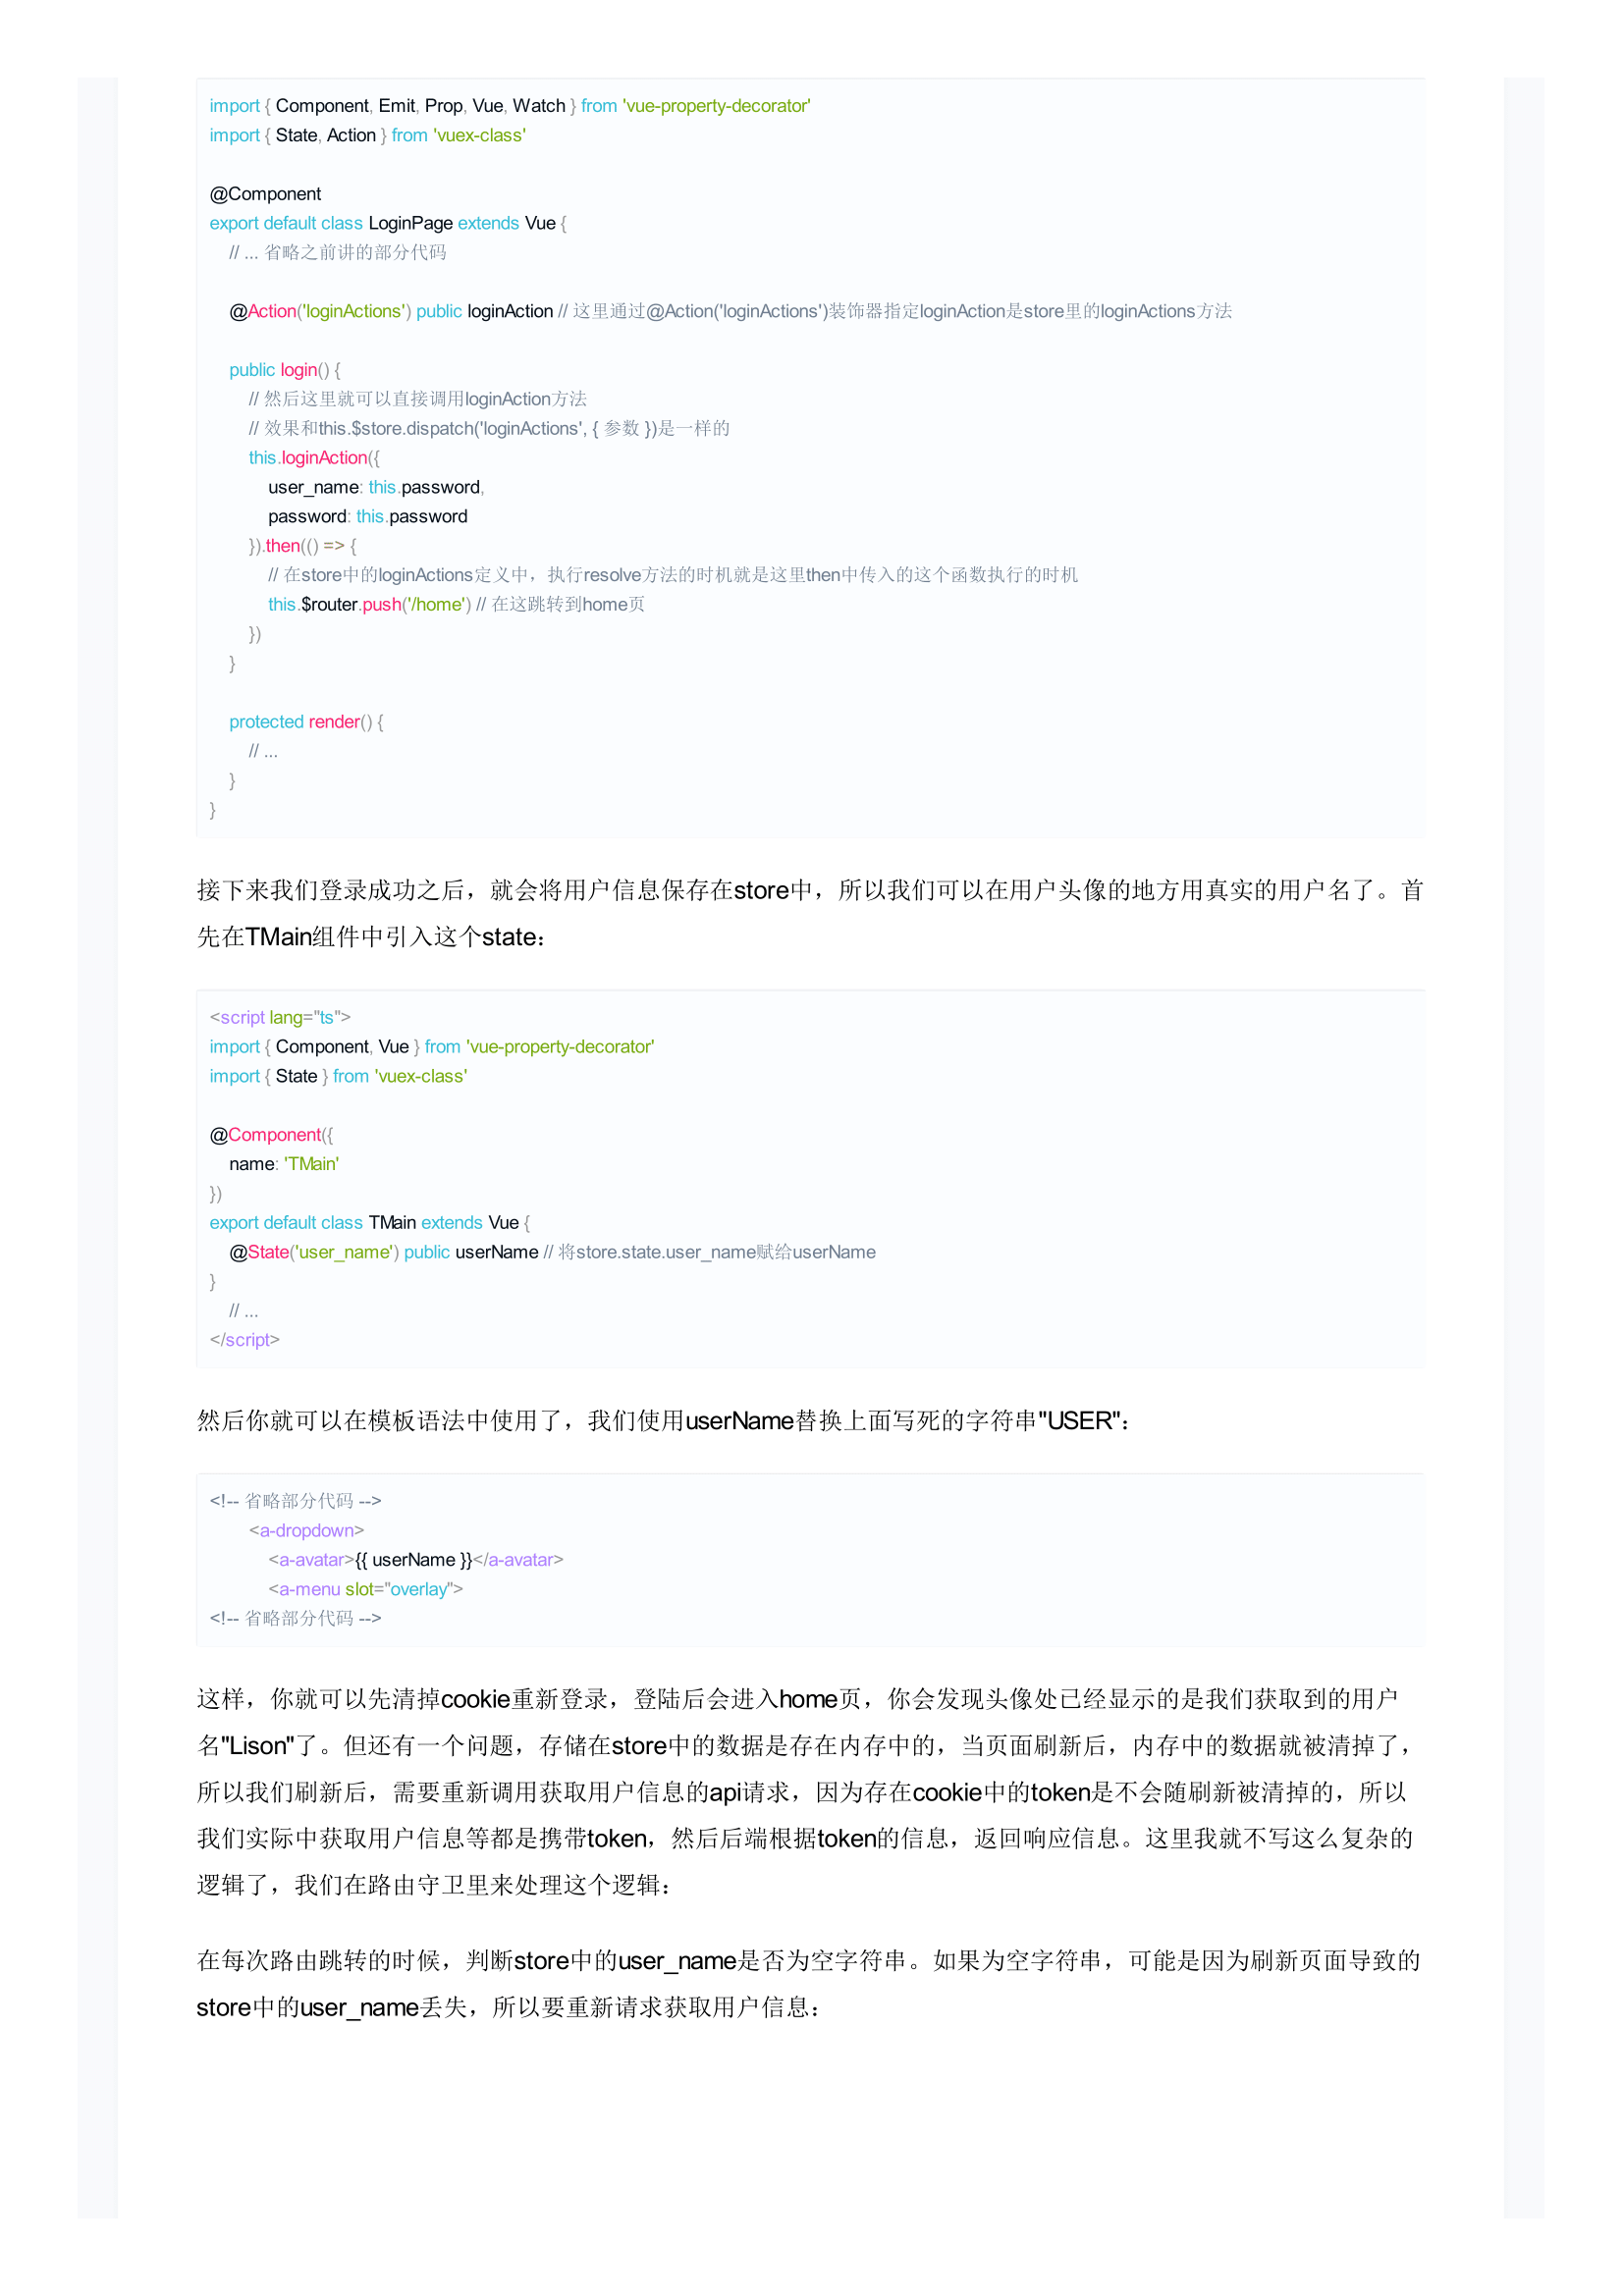 import { Component, Emit, Prop, Vue, Watch } from 'vue-property-decorator'
import { State, Action } from 'vuex-class'
@Component
export default class LoginPage extends Vue {
// ... 省略之前讲的部分代码
@Action('loginActions') public loginAction // 这里通过@Action('loginActions')装饰器指定loginAction是store里的loginActions方法
public login() {
// 然后这里就可以直接调用loginAction方法
// 效果和this.$store.dispatch('loginActions', { 参数 })是一样的
this.loginAction({
user_name: this.password,
password: this.password
}).then(() => {
// 在store中的loginActions定义中，执行resolve方法的时机就是这里then中传入的这个函数执行的时机
this.$router.push('/home') // 在这跳转到home页
})
}
protected render() {
// ...
}
}
接下来我们登录成功之后，就会将用户信息保存在store中，所以我们可以在用户头像的地方用真实的用户名了。首
先在TMain组件中引入这个state：
<script lang="ts">
import { Component, Vue } from 'vue-property-decorator'
import { State } from 'vuex-class'
@Component({
name: 'TMain'
})
export default class TMain extends Vue {
@State('user_name') public userName // 将store.state.user_name赋给userName
}
// ...
</script>
然后你就可以在模板语法中使用了，我们使用userName替换上面写死的字符串"USER"：
<!-- 省略部分代码 -->
<a-dropdown>
<a-avatar>{{ userName }}</a-avatar>
<a-menu slot="overlay">
<!-- 省略部分代码 -->
这样，你就可以先清掉cookie重新登录，登陆后会进入home页，你会发现头像处已经显示的是我们获取到的用户
名"Lison"了。但还有一个问题，存储在store中的数据是存在内存中的，当页面刷新后，内存中的数据就被清掉了，
所以我们刷新后，需要重新调用获取用户信息的api请求，因为存在cookie中的token是不会随刷新被清掉的，所以
我们实际中获取用户信息等都是携带token，然后后端根据token的信息，返回响应信息。这里我就不写这么复杂的
逻辑了，我们在路由守卫里来处理这个逻辑：
在每次路由跳转的时候，判断store中的user_name是否为空字符串。如果为空字符串，可能是因为刷新页面导致的
store中的user_name丢失，所以要重新请求获取用户信息：